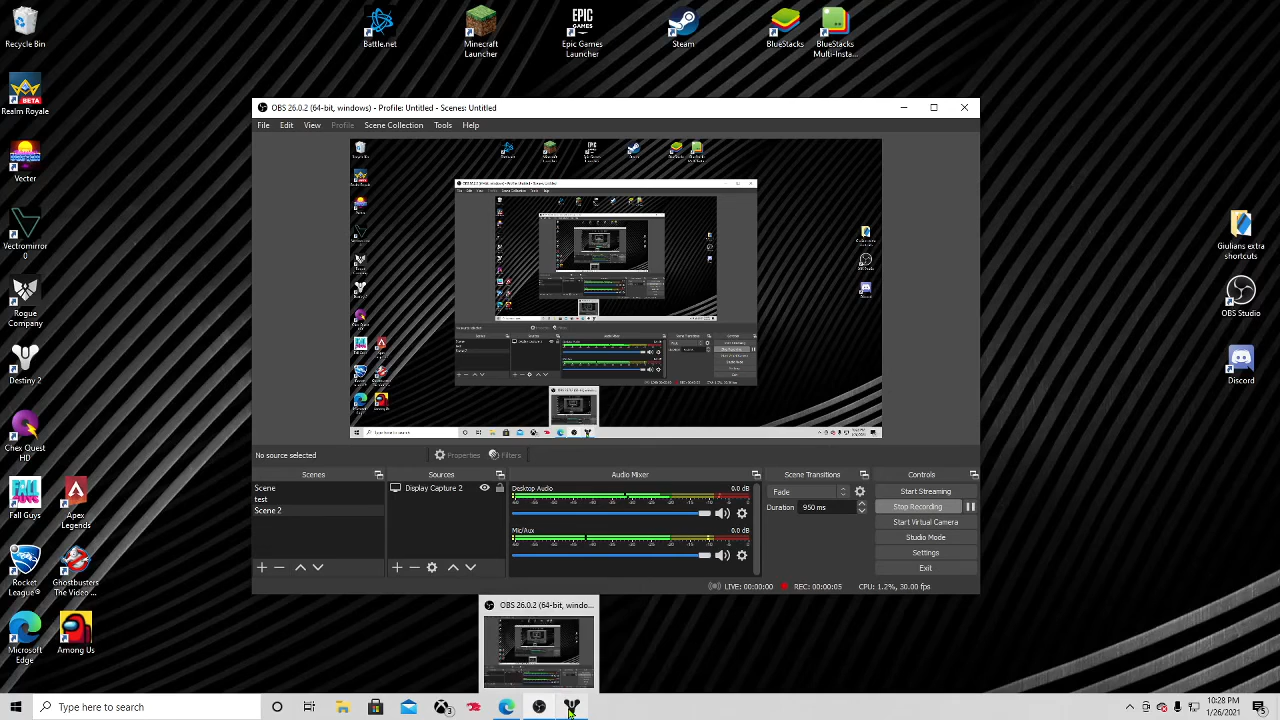 Recycle Bin
Battle.net
Minecraft
Launcher
Epic Games
Launcher
Steam
BlueStacks
BlueStacks
Multi-Insta...
Realm Royale
Vecter
Vectromirror
0
Rogue
Company
Destiny 2
Chex Quest
HD
Apex
Legends
Rocket
League®
Ghostbusters
The Video ...
Microsoft
Edge
Among Us
Giulians extra
shortcuts
OBS Studio
Discord
OBS 26.0.2 (64-bit, windows) - Profile: Untitled - Scenes: Untitled
File Edit View Profile Scene Collection Tools Help
No source selected
Properties
Filters
Scenes
Scene
test
Scene 2
Sources
Display Capture 2
Audio Mixer
Desktop Audio
0.0 dB
Mic/Aux
0.0 dB
Scene Transitions
Fade
Duration 950 ms
Controls
Start Streaming
Stop Recording
Start Virtual Camera
Studio Mode
Settings
Exit
LIVE: 00:00:00
REC: 00:00:05
CPU: 1.2%, 30.00 fps
OBS 26.0.2 (64-bit, windo...
Type here to search
10:28 PM
1/26/2021